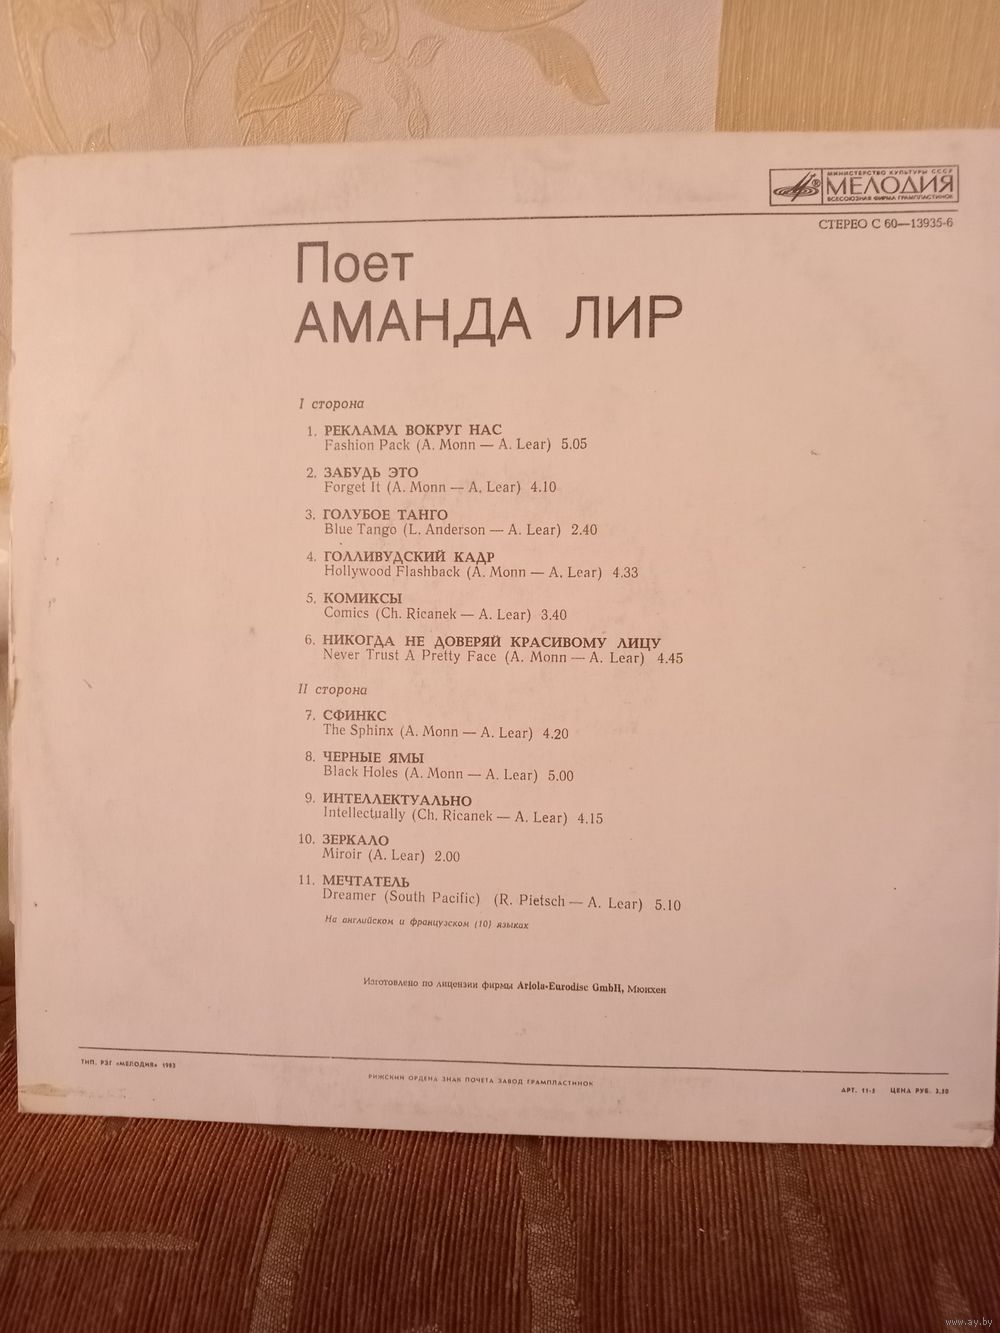 МИНИСТЕРСТВО КУЛЬТУРЫ СССР
МЕЛОДИЯ
ВСЕСОЮЗНАЯ ФИРМА ГРАМПЛАСТИНОК
СТЕРЕО С 60—13935-6
Поет
АМАНДА ЛИР
I сторона
1. РЕКЛАМА ВОКРУГ НАС
Fashion Pack (A. Monn — A. Lear) 5.05
2. ЗАБУДЬ ЭТО
Forget It (A. Monn — A. Lear) 4.10
3. ГОЛУБОЕ ТАНГО
Blue Tango (L. Anderson — A. Lear) 2.40
4. ГОЛЛИВУДСКИЙ КАДР
Hollywood Flashback (A. Monn — A. Lear) 4.33
5. КОМИКСЫ
Comics (Ch. Ricanek — A. Lear) 3.40
6. НИКОГДА НЕ ДОВЕРЯЙ КРАСИВОМУ ЛИЦУ
Never Trust A Pretty Face (A. Monn — A. Lear) 4.45
II сторона
7. СФИНКС
The Sphinx (A. Monn — A. Lear) 4.20
8. ЧЕРНЫЕ ЯМЫ
Black Holes (A. Monn — A. Lear) 5.00
9. ИНТЕЛЛЕКТУАЛЬНО
Intellectually (Ch. Ricanek — A. Lear) 4.15
10. ЗЕРКАЛО
Miroir (A. Lear) 2.00
11. МЕЧТАТЕЛЬ
Dreamer (South Pacific) (R. Pietsch — A. Lear) 5.10
На английском и французском (10) языках
Изготовлено по лицензии фирмы Ariola-Eurodisc GmbH, Мюнхен
ТИП. РЗГ «МЕЛОДИЯ» 1983
РИЖСКИЙ ОРДЕНА ЗНАК ПОЧЕТА ЗАВОД ГРАМПЛАСТИНОК
АРТ. 11-5 ЦЕНА РУБ. 3.50
www.ay.by